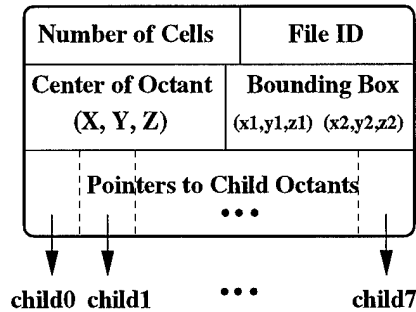 Number of Cells File ID
Center of Octant Bounding Box
(X, Y, Z) (x1,y1,z1) (x2,y2,z2)
Pointers to Child Octants
•••
child0 child1 ••• child7